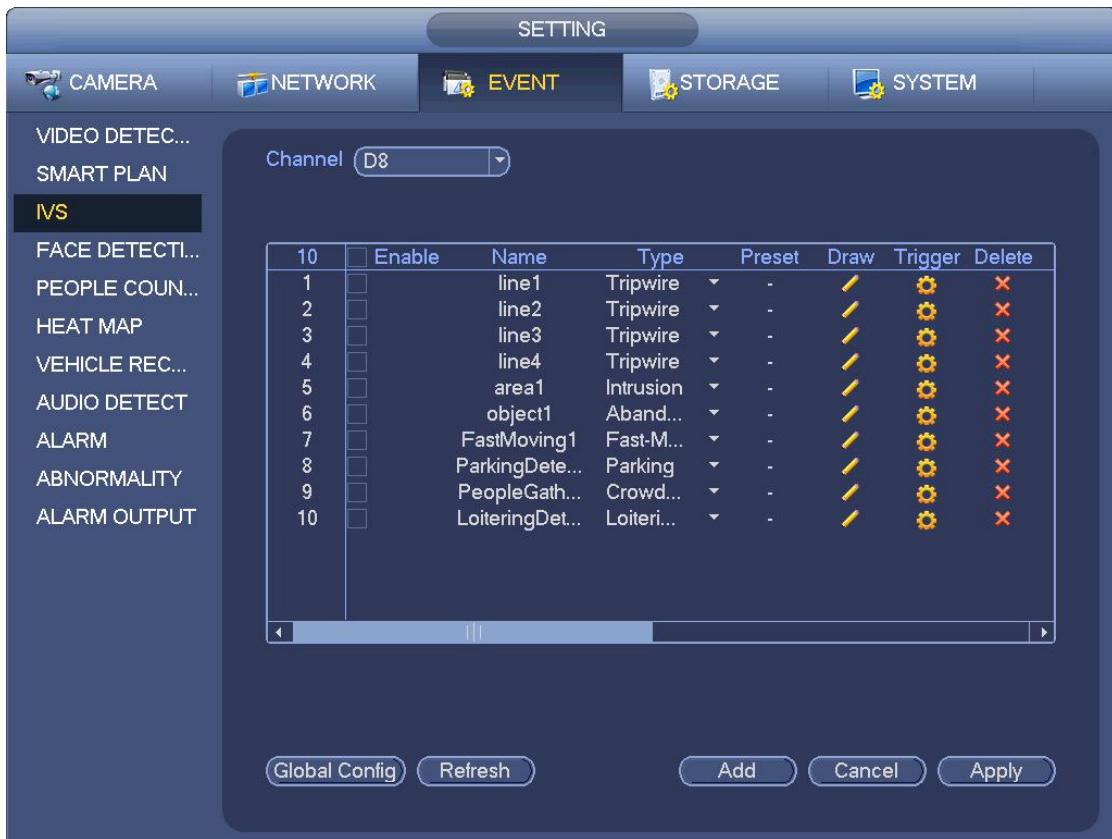 SETTING
CAMERA NETWORK EVENT STORAGE SYSTEM
VIDEO DETEC...
SMART PLAN
IVS
FACE DETECTI...
PEOPLE COUN...
HEAT MAP
VEHICLE REC...
AUDIO DETECT
ALARM
ABNORMALITY
ALARM OUTPUT
Channel D8
10 Enable Name Type Preset Draw Trigger Delete
1 line1 Tripwire -
2 line2 Tripwire -
3 line3 Tripwire -
4 line4 Tripwire -
5 area1 Intrusion -
6 object1 Aband... -
7 FastMoving1 Fast-M... -
8 ParkingDete... Parking -
9 PeopleGath... Crowd... -
10 LoiteringDet... Loiteri... -
Global Config Refresh Add Cancel Apply